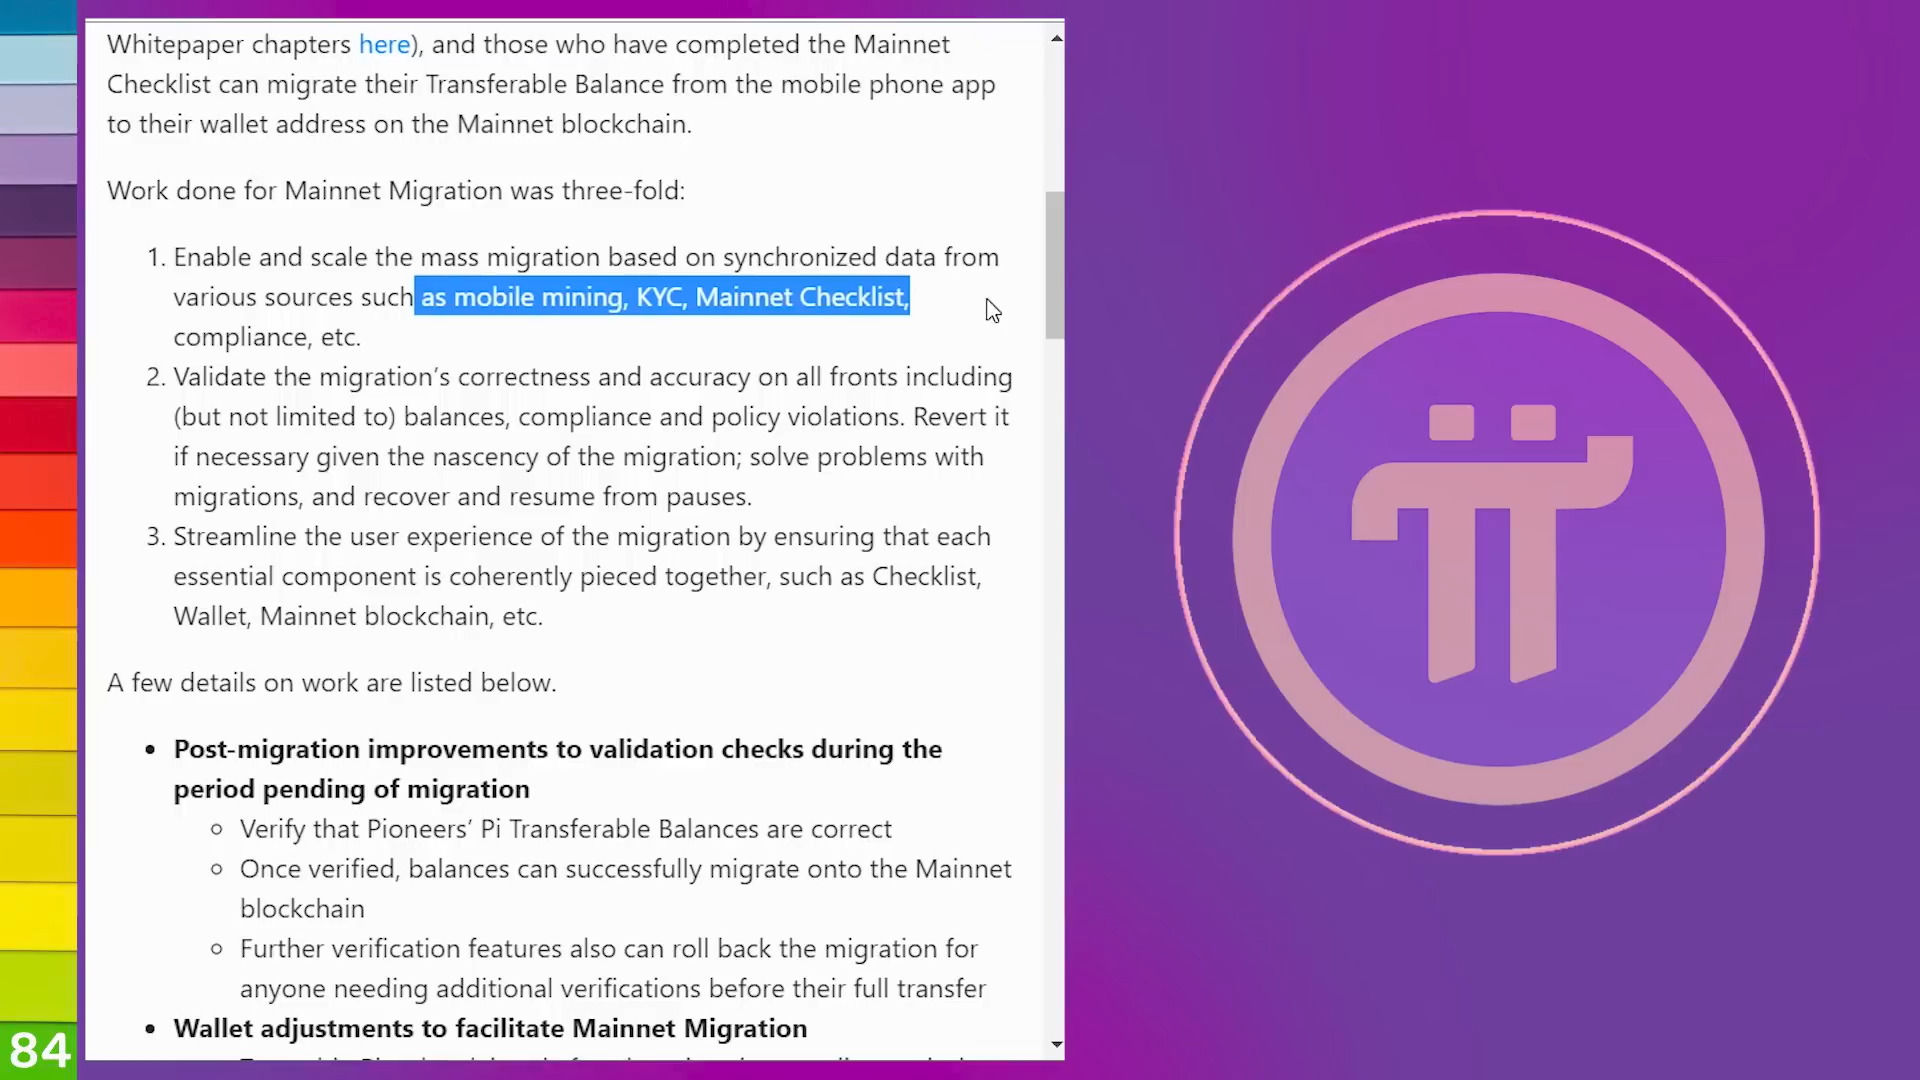 Whitepaper chapters here), and those who have completed the Mainnet
Checklist can migrate their Transferable Balance from the mobile phone app
to their wallet address on the Mainnet blockchain.
Work done for Mainnet Migration was three-fold:
1. Enable and scale the mass migration based on synchronized data from
various sources such as mobile mining, KYC, Mainnet Checklist,
compliance, etc.
2. Validate the migration’s correctness and accuracy on all fronts including
(but not limited to) balances, compliance and policy violations. Revert it
if necessary given the nascency of the migration; solve problems with
migrations, and recover and resume from pauses.
3. Streamline the user experience of the migration by ensuring that each
essential component is coherently pieced together, such as Checklist,
Wallet, Mainnet blockchain, etc.
A few details on work are listed below.
• Post-migration improvements to validation checks during the
period pending of migration
○ Verify that Pioneers’ Pi Transferable Balances are correct
○ Once verified, balances can successfully migrate onto the Mainnet
blockchain
○ Further verification features also can roll back the migration for
anyone needing additional verifications before their full transfer
• Wallet adjustments to facilitate Mainnet Migration
84